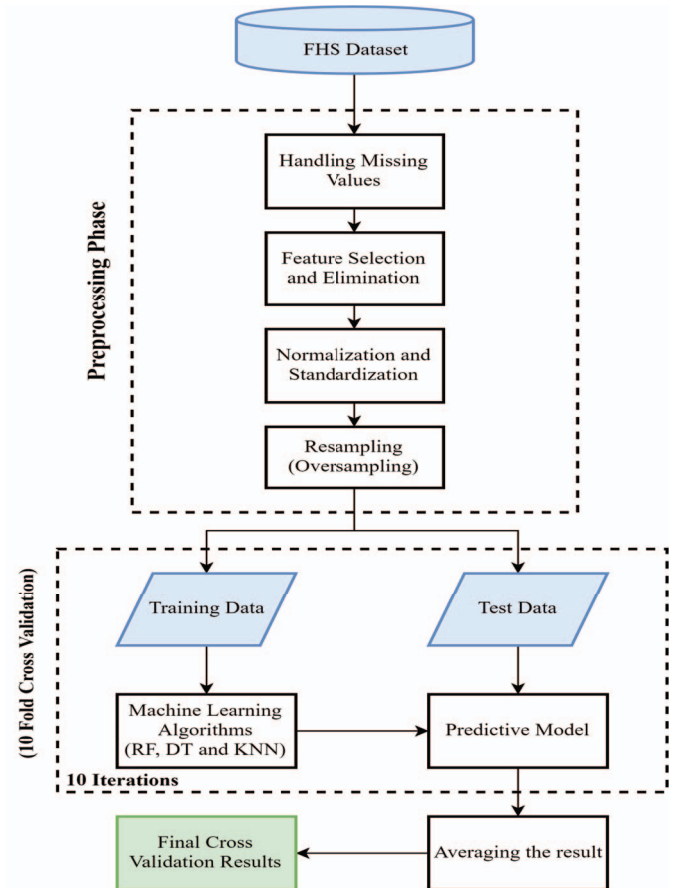 FHS Dataset
Preprocessing Phase
Handling Missing
Values
Feature Selection
and Elimination
Normalization and
Standardization
Resampling
(Oversampling)
(10 Fold Cross Validation)
Training Data
Test Data
Machine Learning
Algorithms
(RF, DT and KNN)
Predictive Model
10 Iterations
Final Cross
Validation Results
Averaging the result